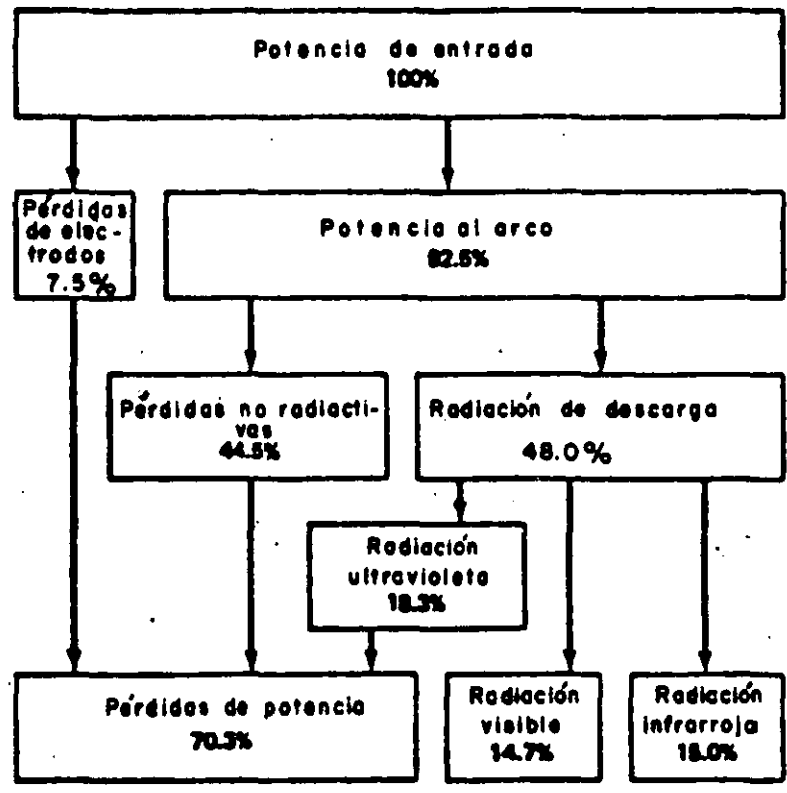 Potencia de entrada
100%
Pérdidas
de elec-
trodos
7.5%
Potencia al arco
92.5%
Pérdidas no radiacti-
vas
44.5%
Radiación de descarga
48.0%
Radiación
ultravioleta
18.3%
Pérdidas de potencia
70.3%
Radiación
visible
14.7%
Radiación
infrarroja
15.0%